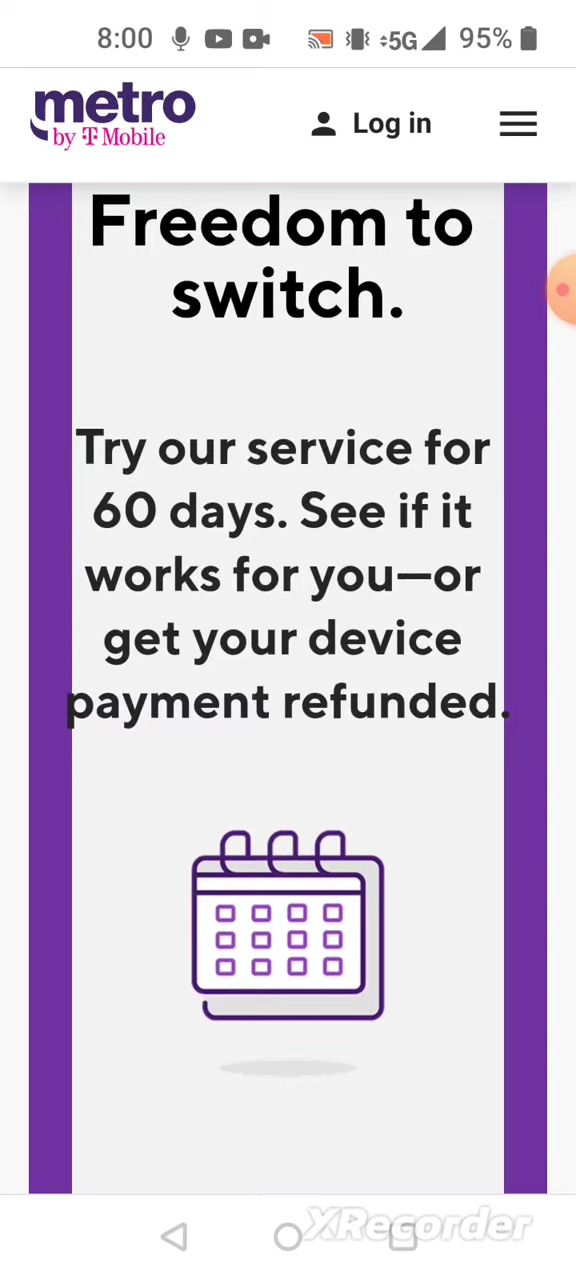 8:00 5G 95%
metro
by T Mobile
Log in
Freedom to
switch.
Try our service for
60 days. See if it
works for you—or
get your device
payment refunded.
XRecorder